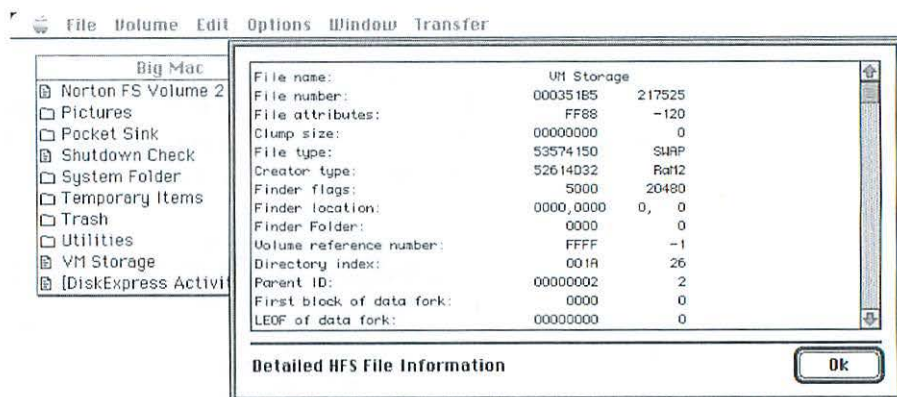 File Volume Edit Options Window Transfer
Big Mac
Norton FS Volume 2
Pictures
Pocket Sink
Shutdown Check
System Folder
Temporary Items
Trash
Utilities
VM Storage
[DiskExpress Activit
File name: VM Storage
File number: 000351B5 217525
File attributes: FF88 -120
Clump size: 00000000 0
File type: 53574150 SWAP
Creator type: 52614D32 RaM2
Finder flags: 5000 20480
Finder location: 0000,0000 0, 0
Finder Folder: 0000 0
Volume reference number: FFFF -1
Directory index: 001A 26
Parent ID: 00000002 2
First block of data fork: 0000 0
LEOF of data fork: 00000000 0
Detailed HFS File Information
Ok